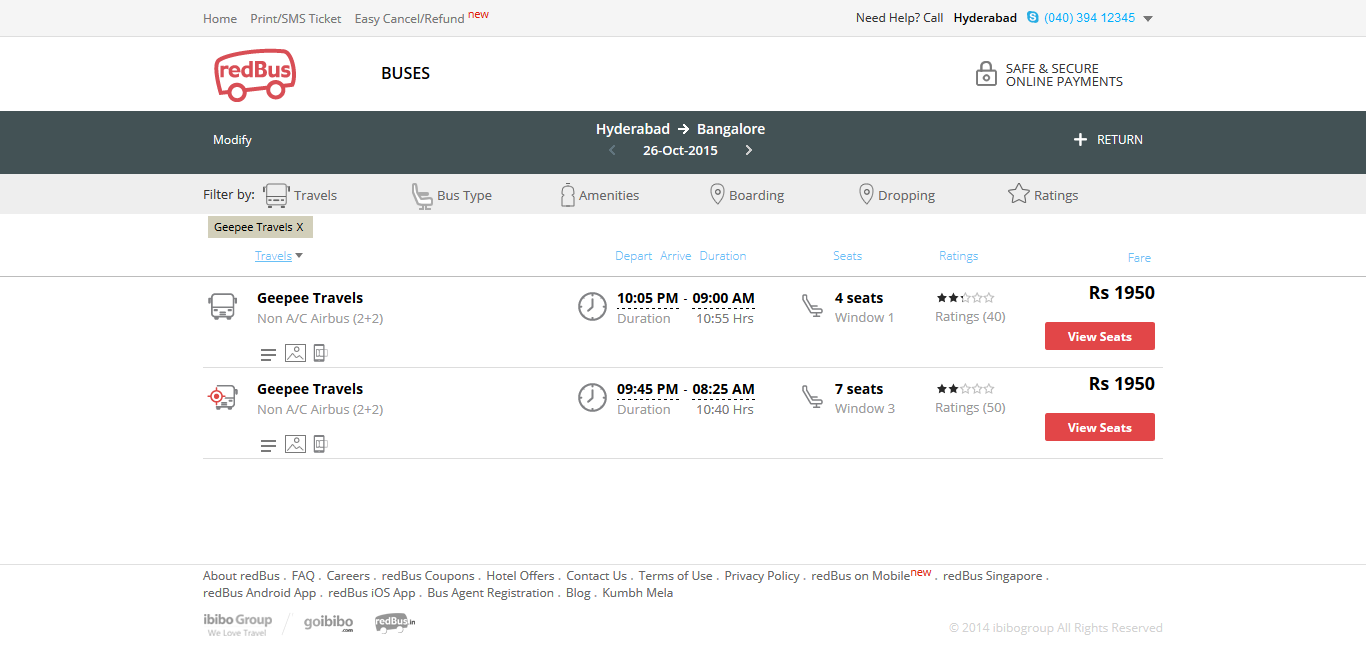 Home Print/SMS Ticket Easy Cancel/Refund new Need Help? Call Hyderabad (040) 394 12345
redBus BUSES SAFE & SECURE
ONLINE PAYMENTS
Modify Hyderabad → Bangalore + RETURN
< 26-Oct-2015 >
Filter by: Travels Bus Type Amenities Boarding Dropping Ratings
Geepee Travels X
Travels Depart Arrive Duration Seats Ratings Fare
Geepee Travels 10:05 PM - 09:00 AM 4 seats Rs 1950
Non A/C Airbus (2+2) Duration 10:55 Hrs Window 1 Ratings (40)
View Seats
Geepee Travels 09:45 PM - 08:25 AM 7 seats Rs 1950
Non A/C Airbus (2+2) Duration 10:40 Hrs Window 3 Ratings (50)
View Seats
About redBus . FAQ . Careers . redBus Coupons . Hotel Offers . Contact Us . Terms of Use . Privacy Policy . redBus on Mobile new . redBus Singapore .
redBus Android App . redBus iOS App . Bus Agent Registration . Blog . Kumbh Mela
ibibo Group / goibibo.com redBus.in
We Love Travel
© 2014 ibibogroup All Rights Reserved